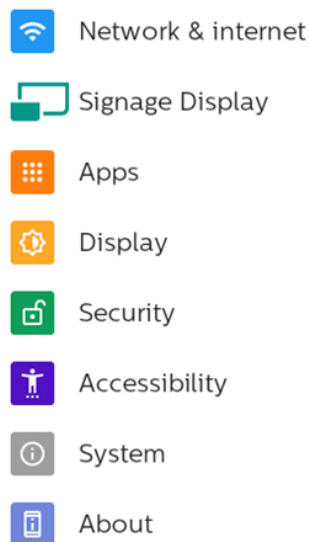 Network & internet
Signage Display
Apps
Display
Security
Accessibility
System
About